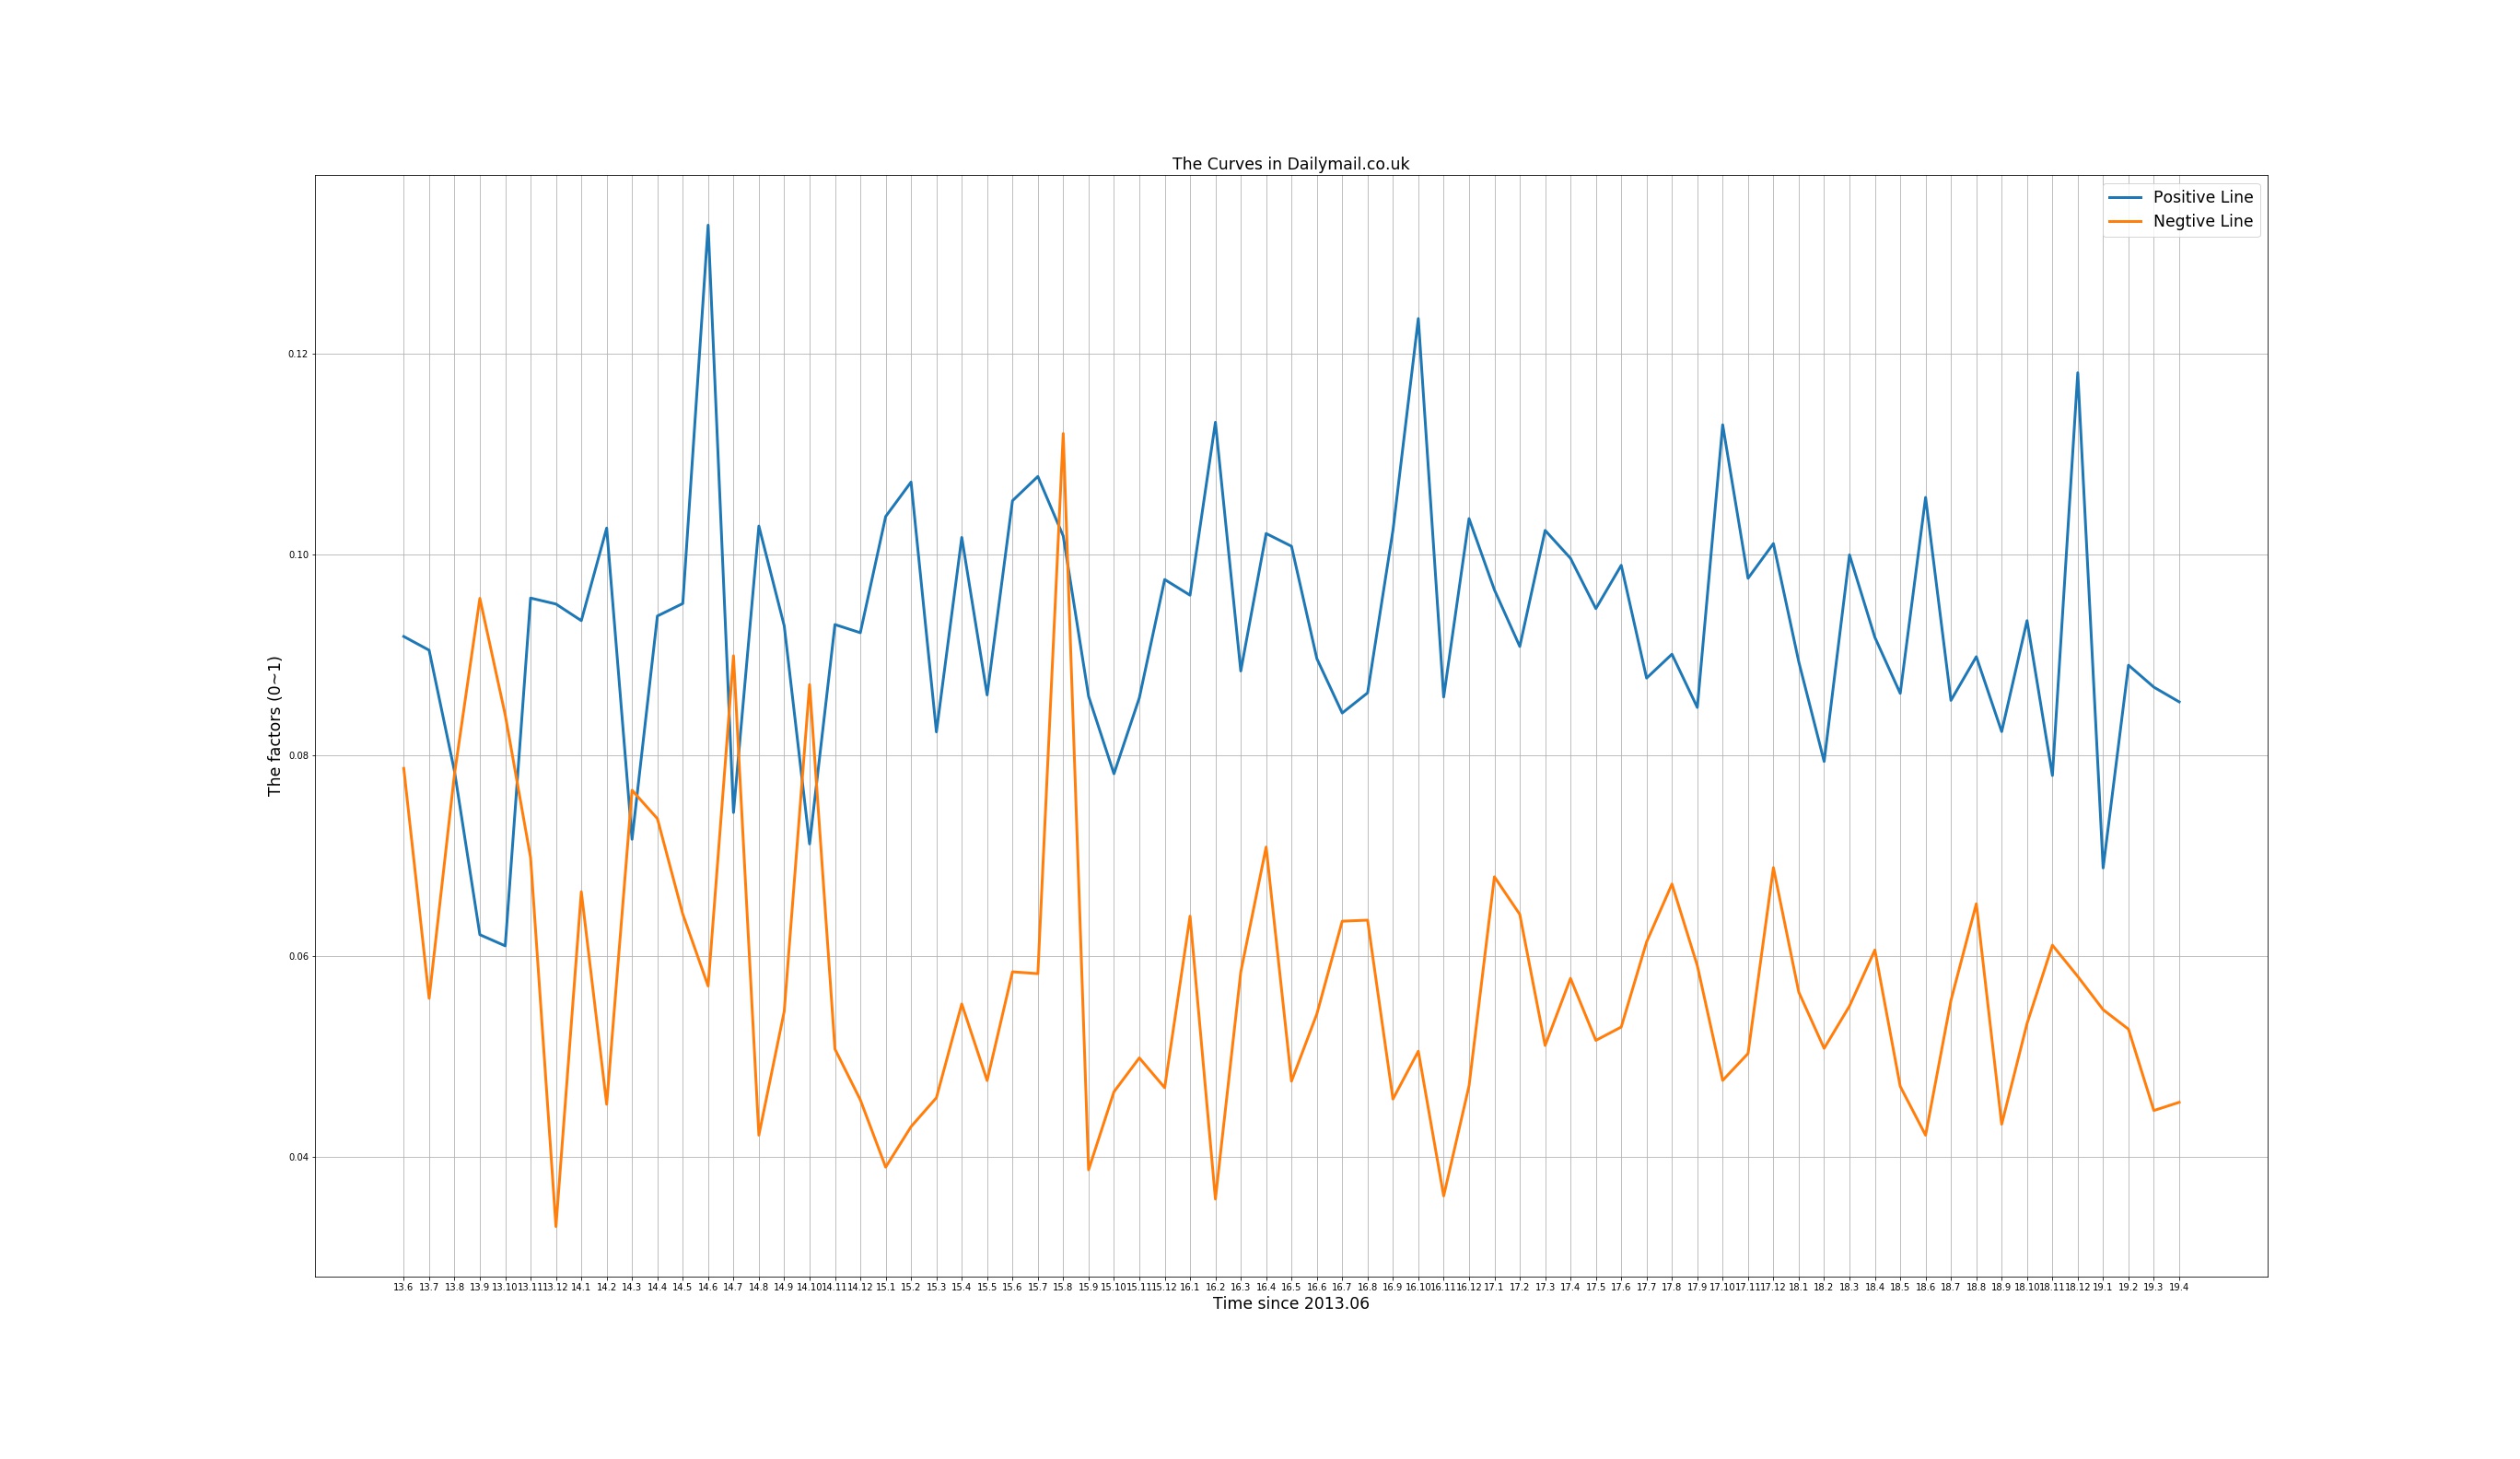 The Curves in Dailymail.co.uk
Positive Line
Negtive Line
The factors (0~1)
0.12
0.10
0.08
0.06
0.04
13.6 13.7 13.8 13.9 13.10 13.11 13.12 14.1 14.2 14.3 14.4 14.5 14.6 14.7 14.8 14.9 14.10 14.11 14.12 15.1 15.2 15.3 15.4 15.5 15.6 15.7 15.8 15.9 15.10 15.11 15.12 16.1 16.2 16.3 16.4 16.5 16.6 16.7 16.8 16.9 16.10 16.11 16.12 17.1 17.2 17.3 17.4 17.5 17.6 17.7 17.8 17.9 17.10 17.11 17.12 18.1 18.2 18.3 18.4 18.5 18.6 18.7 18.8 18.9 18.10 18.11 18.12 19.1 19.2 19.3 19.4
Time since 2013.06